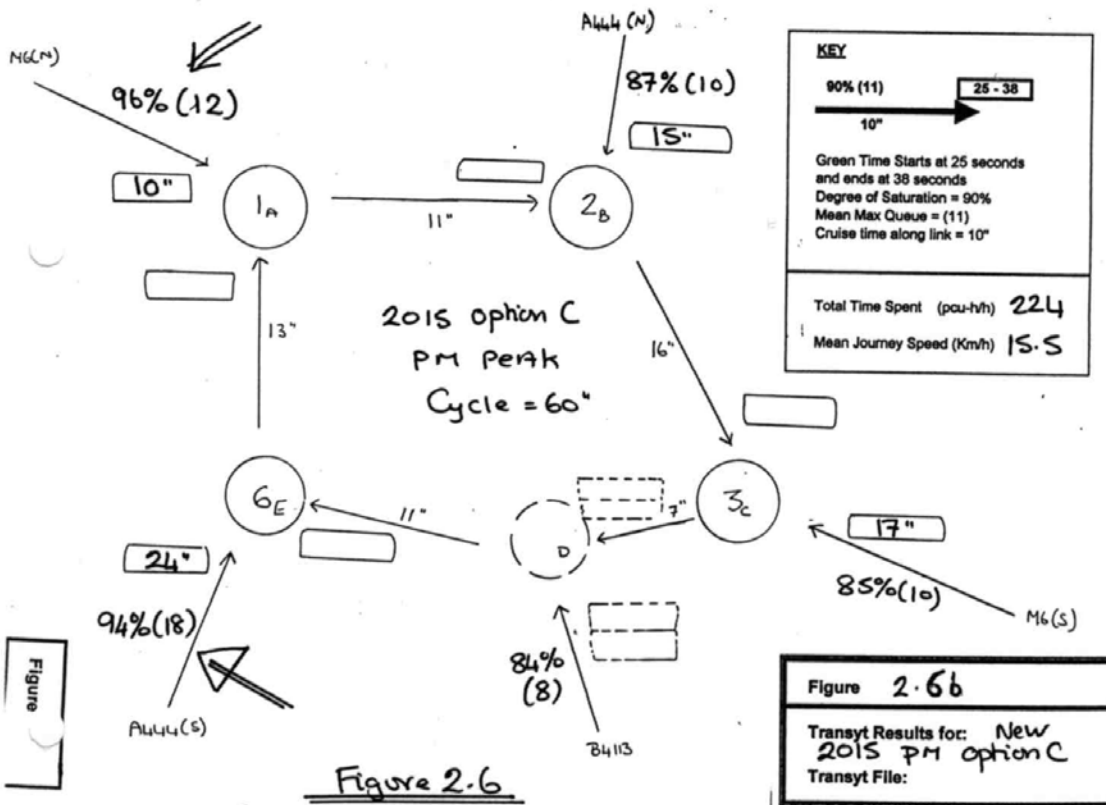 M6(N)
96% (12)
10"
1A
A444 (N)
87% (10)
15"
2B
11"
13"
2015 option C
PM PEAK
Cycle = 60"
16"
KEY
90% (11)
25 - 38
10"
Green Time Starts at 25 seconds
and ends at 38 seconds
Degree of Saturation = 90%
Mean Max Queue = (11)
Cruise time along link = 10"
Total Time Spent (pcu-h/h) 224
Mean Journey Speed (Km/h) 15.5
6E
11"
D
7"
3C
17"
85% (10)
M6(S)
24"
94% (18)
A444(S)
84%
(8)
B4113
Figure
Figure 2.6
Figure 2.6b
Transyt Results for: New
2015 PM option C
Transyt File: